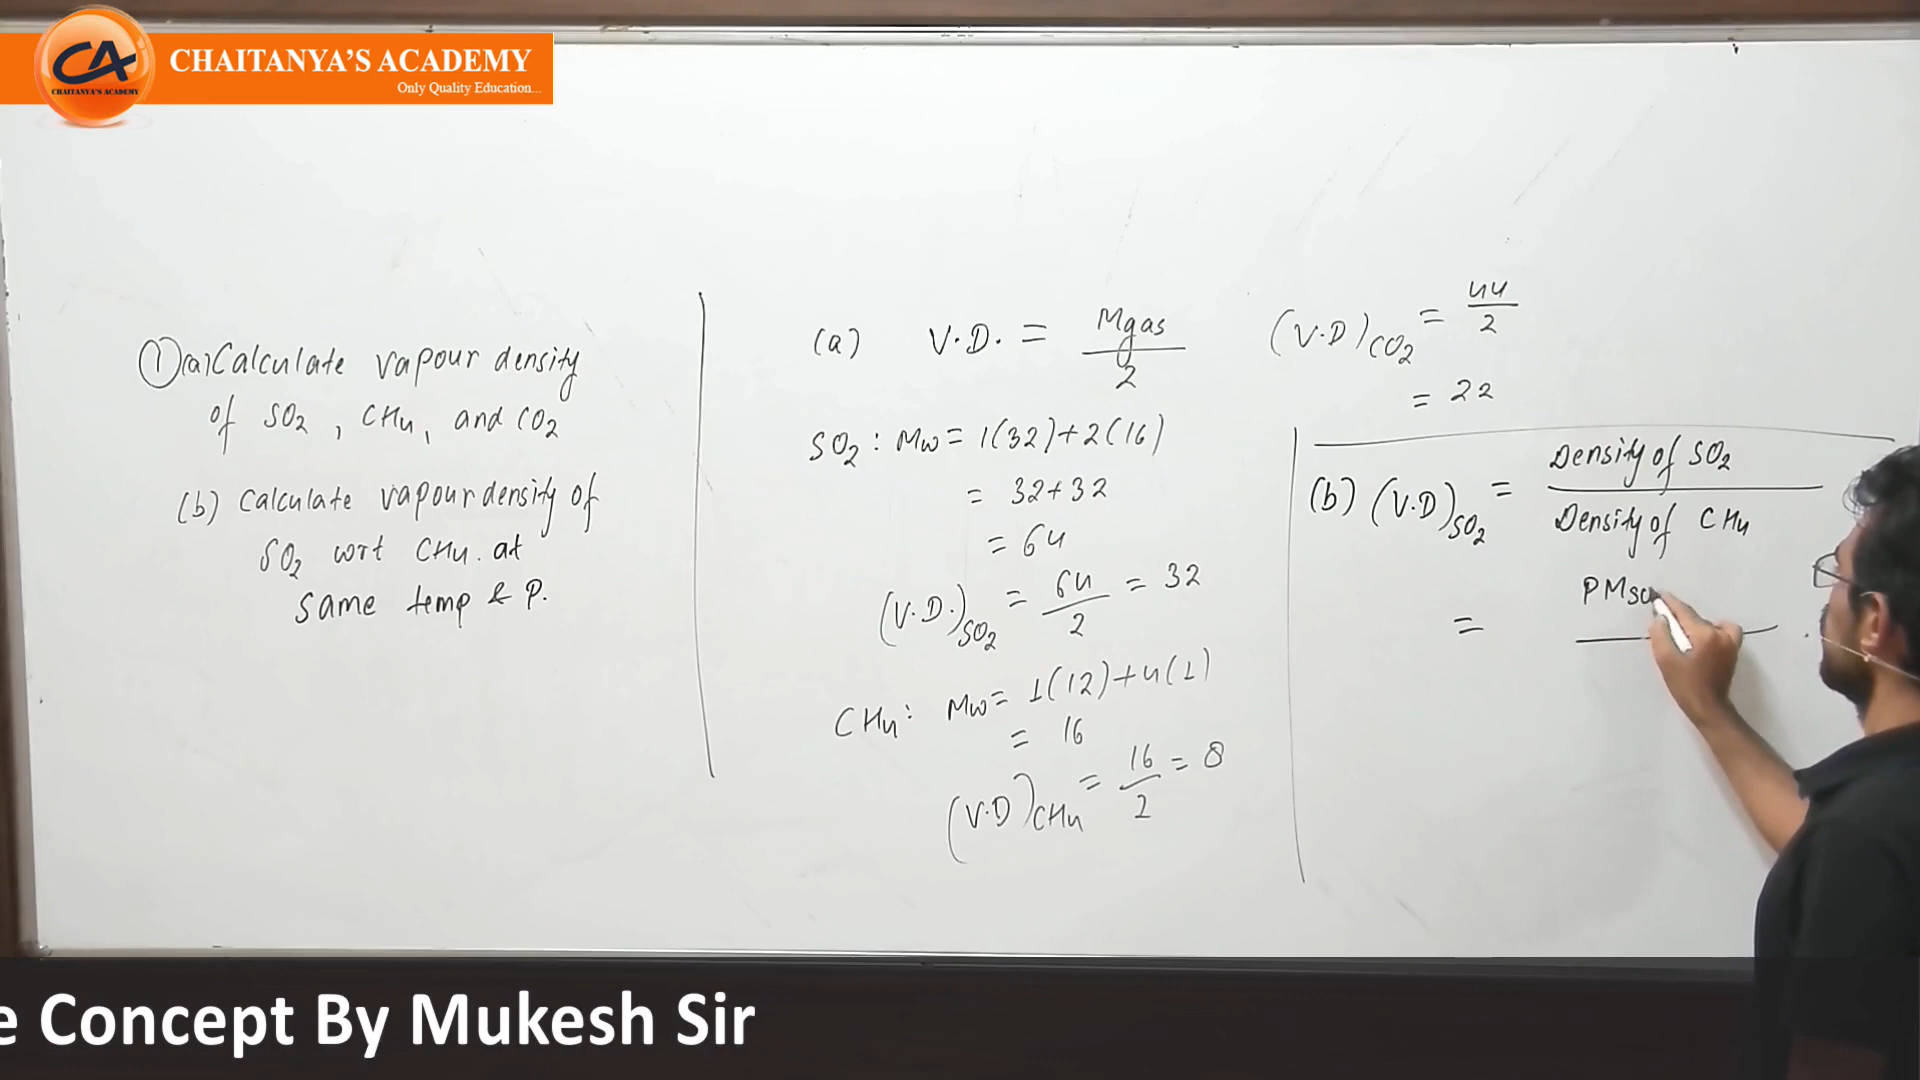 CA
CHAITANYA'S ACADEMY
CHAITANYA'S ACADEMY
Only Quality Education...
① (a) Calculate vapour density
of SO2, CH4, and CO2
(b) Calculate vapour density of
SO2 wrt CH4. at
same temp & P.
(a) V.D. = Mgas / 2
SO2 : Mw = 1(32)+2(16)
= 32+32
= 64
(V.D.)SO2 = 64/2 = 32
CH4: Mw = 1(12)+4(1)
= 16
(V.D)CH4 = 16/2 = 8
(V.D)CO2 = 44/2
= 22
(b) (V.D)SO2 = Density of SO2 / Density of CH4
= PMSO
e Concept By Mukesh Sir